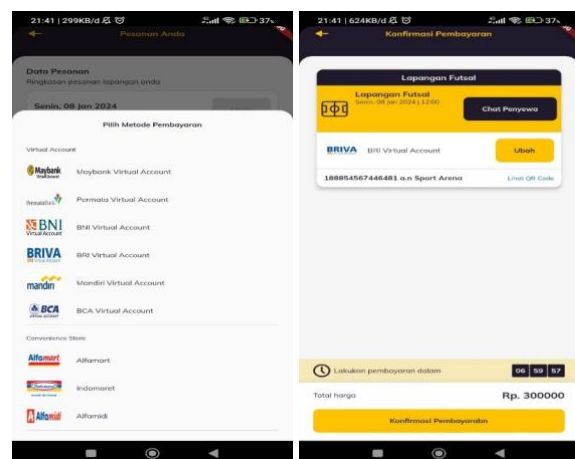 21:41 | 299KB/d
37
Pesanan Anda
Data Pesanan
Ringkasan pesanan lapangan anda
Senin, 08 Jan 2024
Pilih Metode Pembayaran
Virtual Account
Maybank
Maybank Virtual Account
PermataBank
Permata Virtual Account
BNI
Virtual Account
BNI Virtual Account
BRIVA
BRI Virtual Account
mandiri
Mandiri Virtual Account
BCA
BCA Virtual Account
Convenience Store
Alfamart
Alfamart
Indomaret
Indomaret
Alfamidi
Alfamidi
21:41 | 624KB/d
37
Konfirmasi Pembayaran
Lapangan Futsal
Lapangan Futsal
Senin, 08 Jan 2024 | 12:00
Chat Penyewa
BRIVA
BRI Virtual Account
Ubah
188854567446481 a.n Sport Arena
Lihat QR Code
Lakukan pembayaran dalam
06 59 57
Total harga
Rp. 300000
Konfirmasi Pembayaran